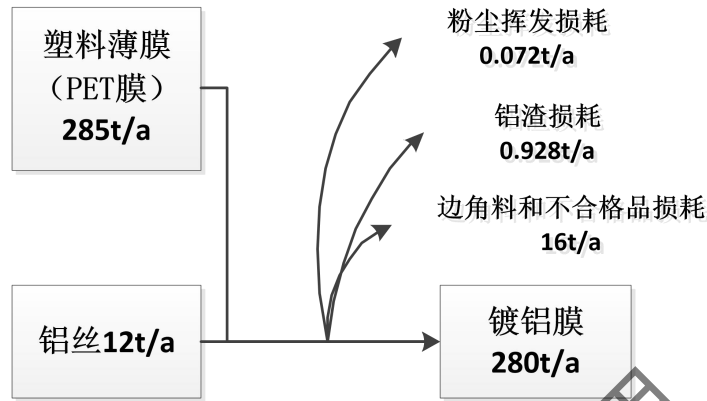 塑料薄膜
（PET膜）
285t/a
粉尘挥发损耗
0.072t/a
铝渣损耗
0.928t/a
边角料和不合格品损耗
16t/a
铝丝12t/a
镀铝膜
280t/a